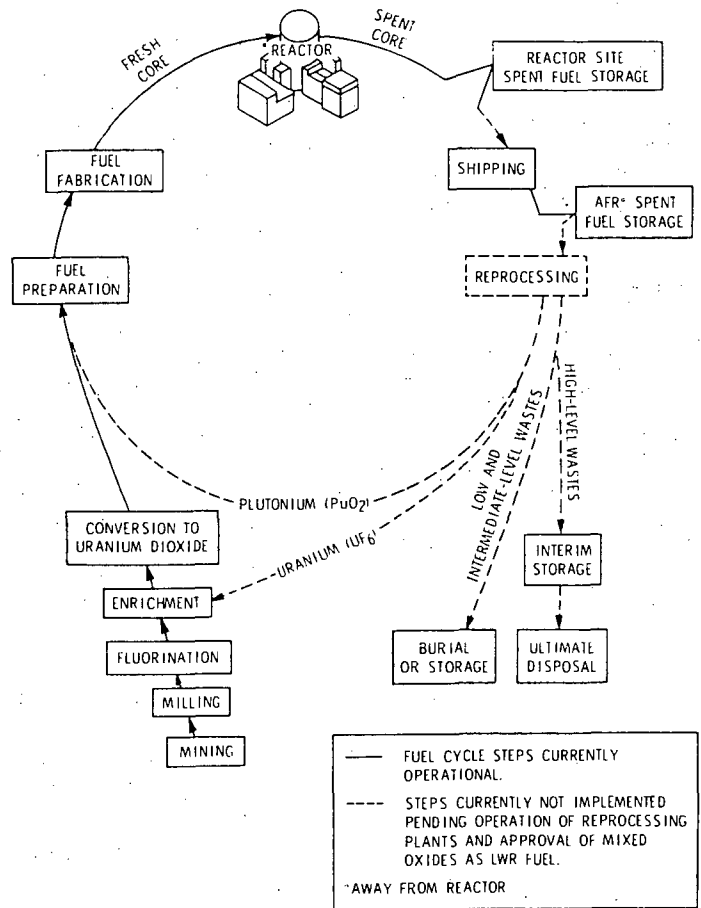 FRESH
CORE
REACTOR
SPENT
CORE
REACTOR SITE
SPENT FUEL STORAGE
SHIPPING
AFR* SPENT
FUEL STORAGE
REPROCESSING
FUEL
FABRICATION
FUEL
PREPARATION
HIGH-LEVEL WASTES
LOW AND
INTERMEDIATE-LEVEL WASTES
PLUTONIUM (PuO2)
URANIUM (UF6)
CONVERSION TO
URANIUM DIOXIDE
ENRICHMENT
FLUORINATION
MILLING
MINING
INTERIM
STORAGE
BURIAL
OR STORAGE
ULTIMATE
DISPOSAL
FUEL CYCLE STEPS CURRENTLY
OPERATIONAL.
STEPS CURRENTLY NOT IMPLEMENTED
PENDING OPERATION OF REPROCESSING
PLANTS AND APPROVAL OF MIXED
OXIDES AS LWR FUEL.
*AWAY FROM REACTOR